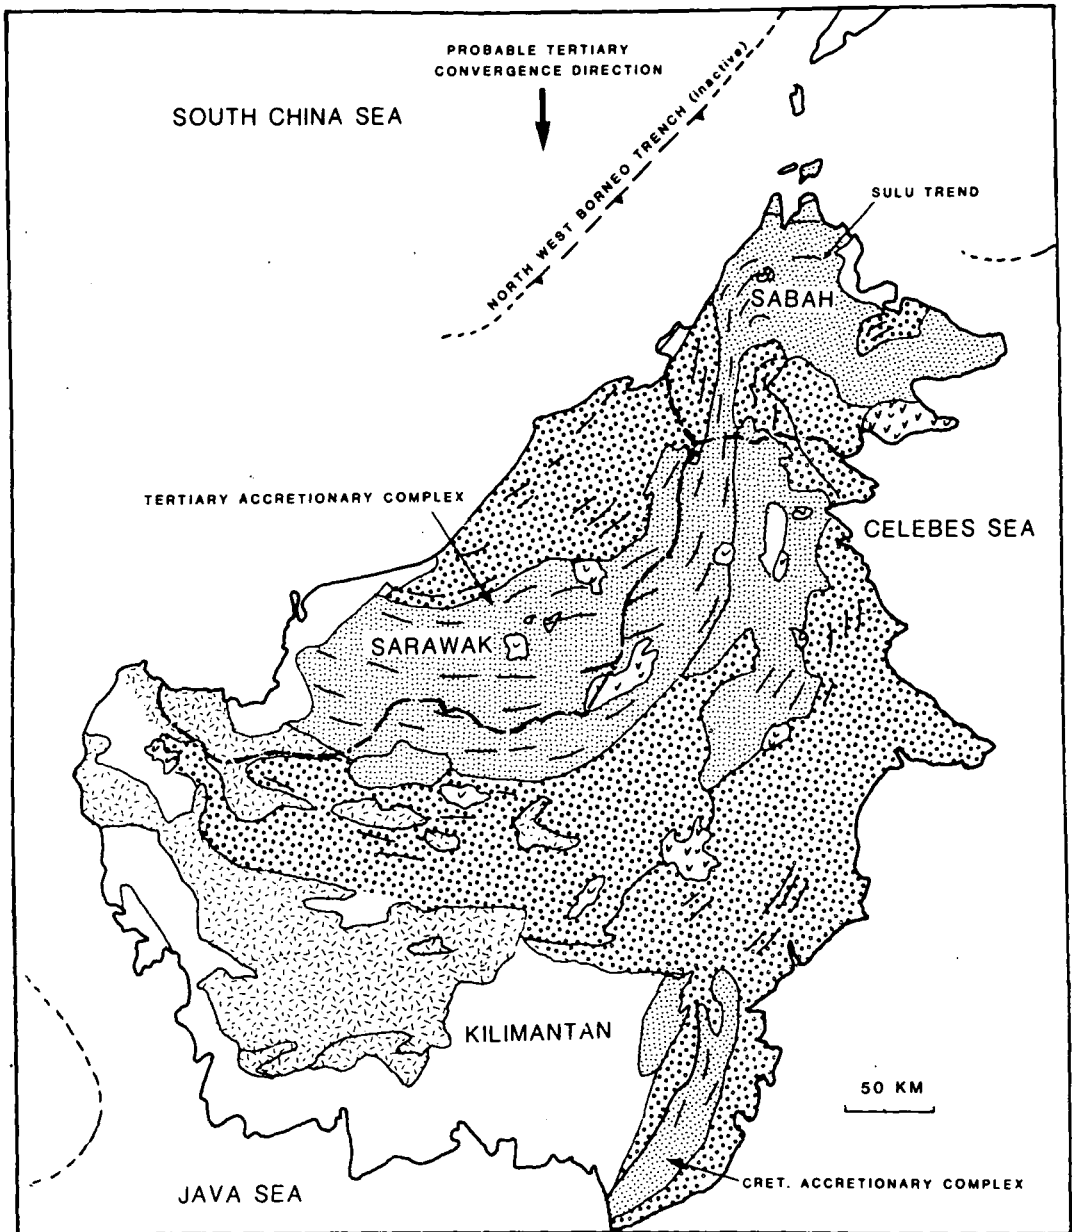 PROBABLE TERTIARY
CONVERGENCE DIRECTION
SOUTH CHINA SEA
NORTH WEST BORNEO TRENCH (inactive)
SULU TREND
SABAH
TERTIARY ACCRETIONARY COMPLEX
CELEBES SEA
SARAWAK
KILIMANTAN
50 KM
CRET. ACCRETIONARY COMPLEX
JAVA SEA